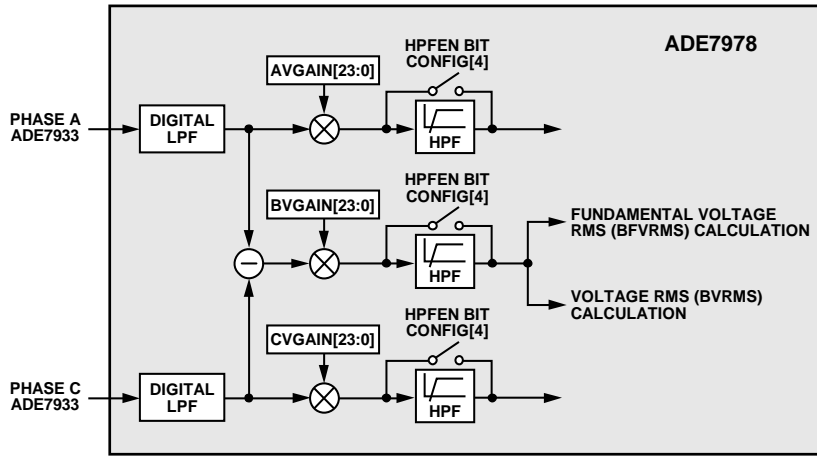 ADE7978
HPFEN BIT
CONFIG[4]
AVGAIN[23:0]
PHASE A
ADE7933
DIGITAL
LPF
HPF
HPFEN BIT
CONFIG[4]
BVGAIN[23:0]
HPF
FUNDAMENTAL VOLTAGE
RMS (BFVRMS) CALCULATION
VOLTAGE RMS (BVRMS)
CALCULATION
HPFEN BIT
CONFIG[4]
CVGAIN[23:0]
PHASE C
ADE7933
DIGITAL
LPF
HPF